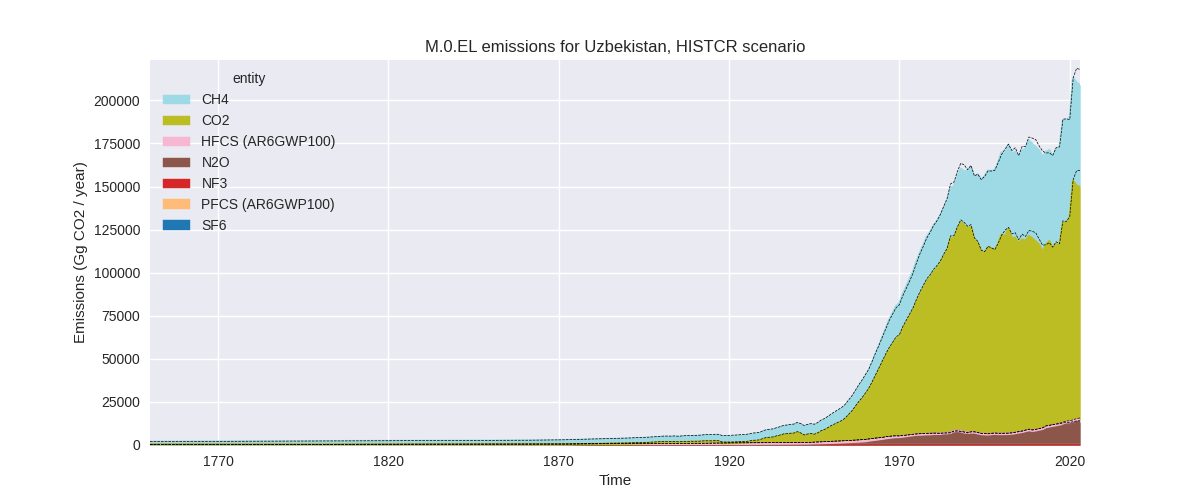 M.0.EL emissions for Uzbekistan, HISTCR scenario
entity
CH4
CO2
HFCS (AR6GWP100)
N2O
NF3
PFCS (AR6GWP100)
SF6
Emissions (Gg CO2 / year)
200000
175000
150000
125000
100000
75000
50000
25000
0
1770 1820 1870 1920 1970 2020
Time